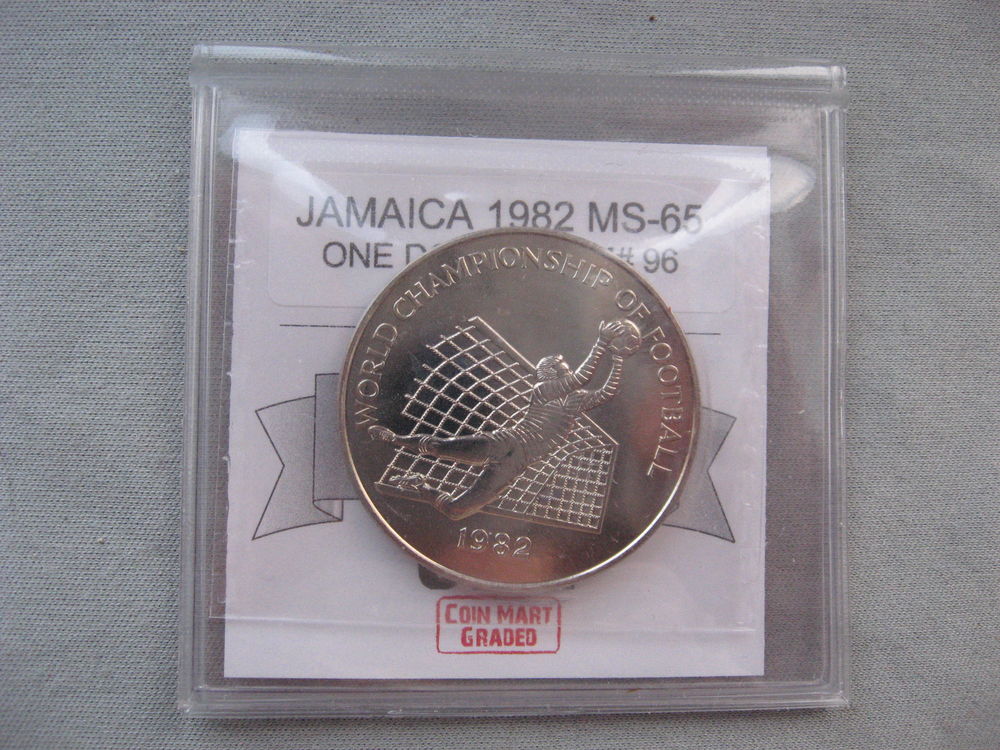 JAMAICA 1982 MS-65
ONE # 96
WORLD CHAMPIONSHIP OF FOOTBALL
1982
COIN MART
GRADED